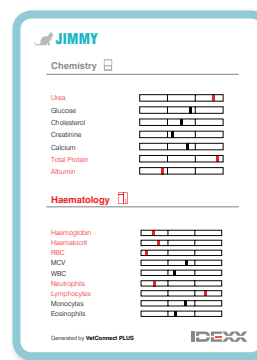 JIMMY
Chemistry
Urea
Glucose
Cholesterol
Creatinine
Calcium
Total Protein
Albumin
Haematology
Haemoglobin
Haematocrit
RBC
MCV
WBC
Neutrophils
Lymphocytes
Monocytes
Eosinophils
Generated by VetConnect PLUS
IDEXX